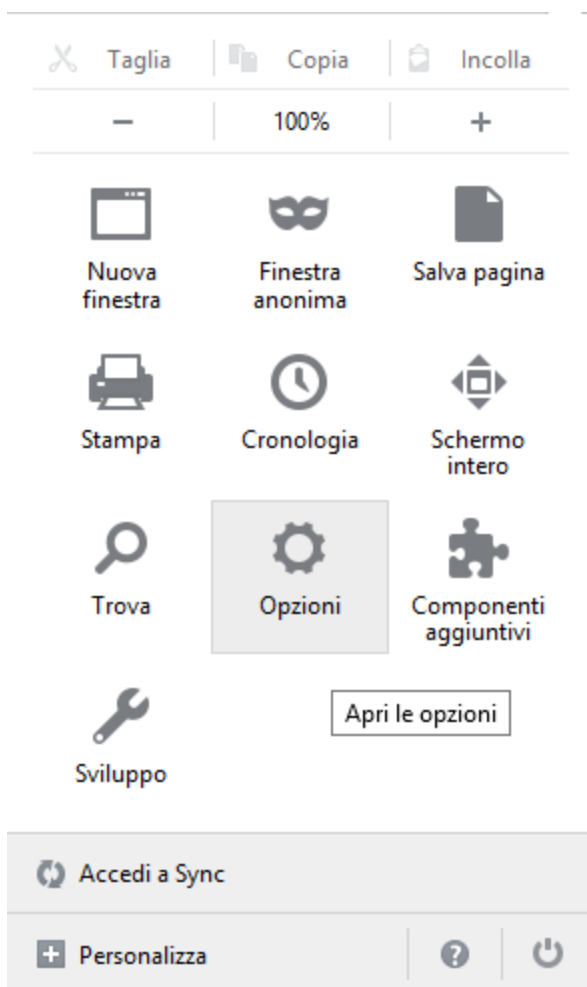 Taglia Copia Incolla
− 100% +
Nuova finestra
Finestra anonima
Salva pagina
Stampa
Cronologia
Schermo intero
Trova
Opzioni
Componenti aggiuntivi
Apri le opzioni
Sviluppo
Accedi a Sync
Personalizza ?